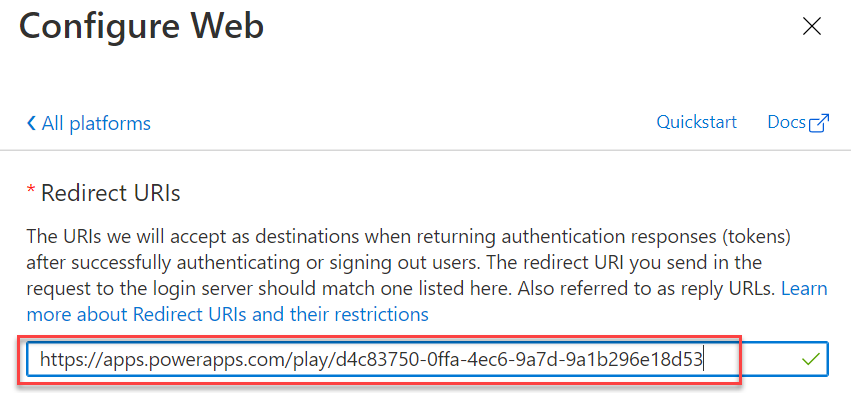 Configure Web
All platforms
Quickstart
Docs
* Redirect URIs
The URIs we will accept as destinations when returning authentication responses (tokens)
after successfully authenticating or signing out users. The redirect URI you send in the
request to the login server should match one listed here. Also referred to as reply URLs. Learn
more about Redirect URIs and their restrictions
https://apps.powerapps.com/play/d4c83750-0ffa-4ec6-9a7d-9a1b296e18d53